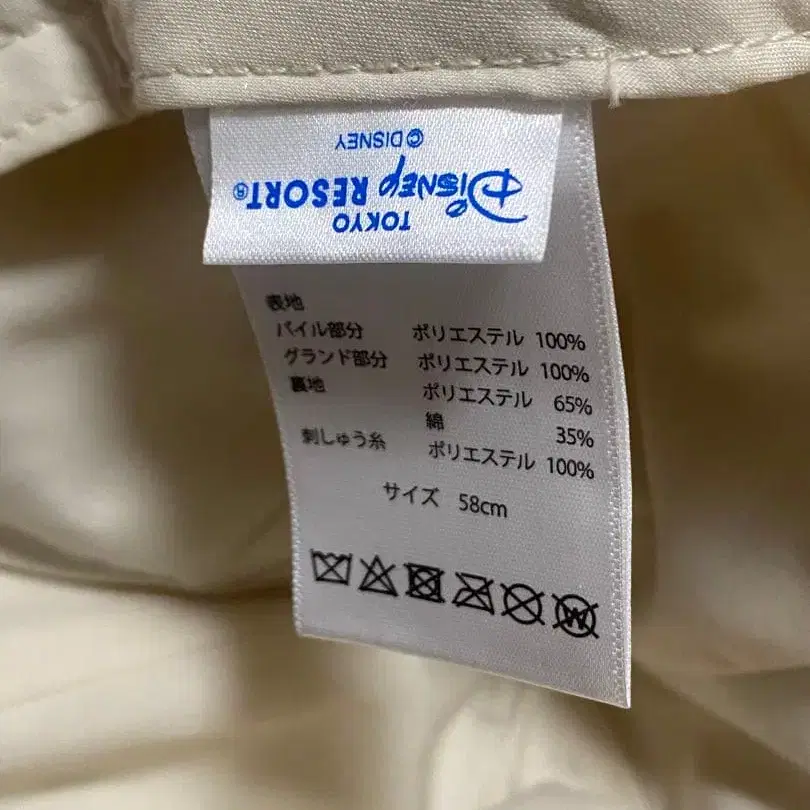 TOKYO
Disney RESORT®
© DISNEY
表地
パイル部分 ポリエステル 100%
グランド部分 ポリエステル 100%
裏地 ポリエステル 65%
綿 35%
刺しゅう糸 ポリエステル 100%
サイズ 58cm
W